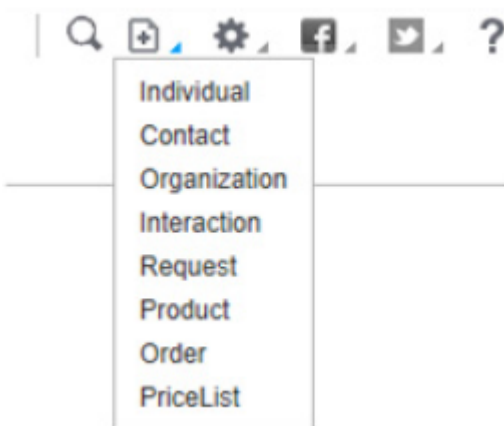 ?
Individual
Contact
Organization
Interaction
Request
Product
Order
PriceList